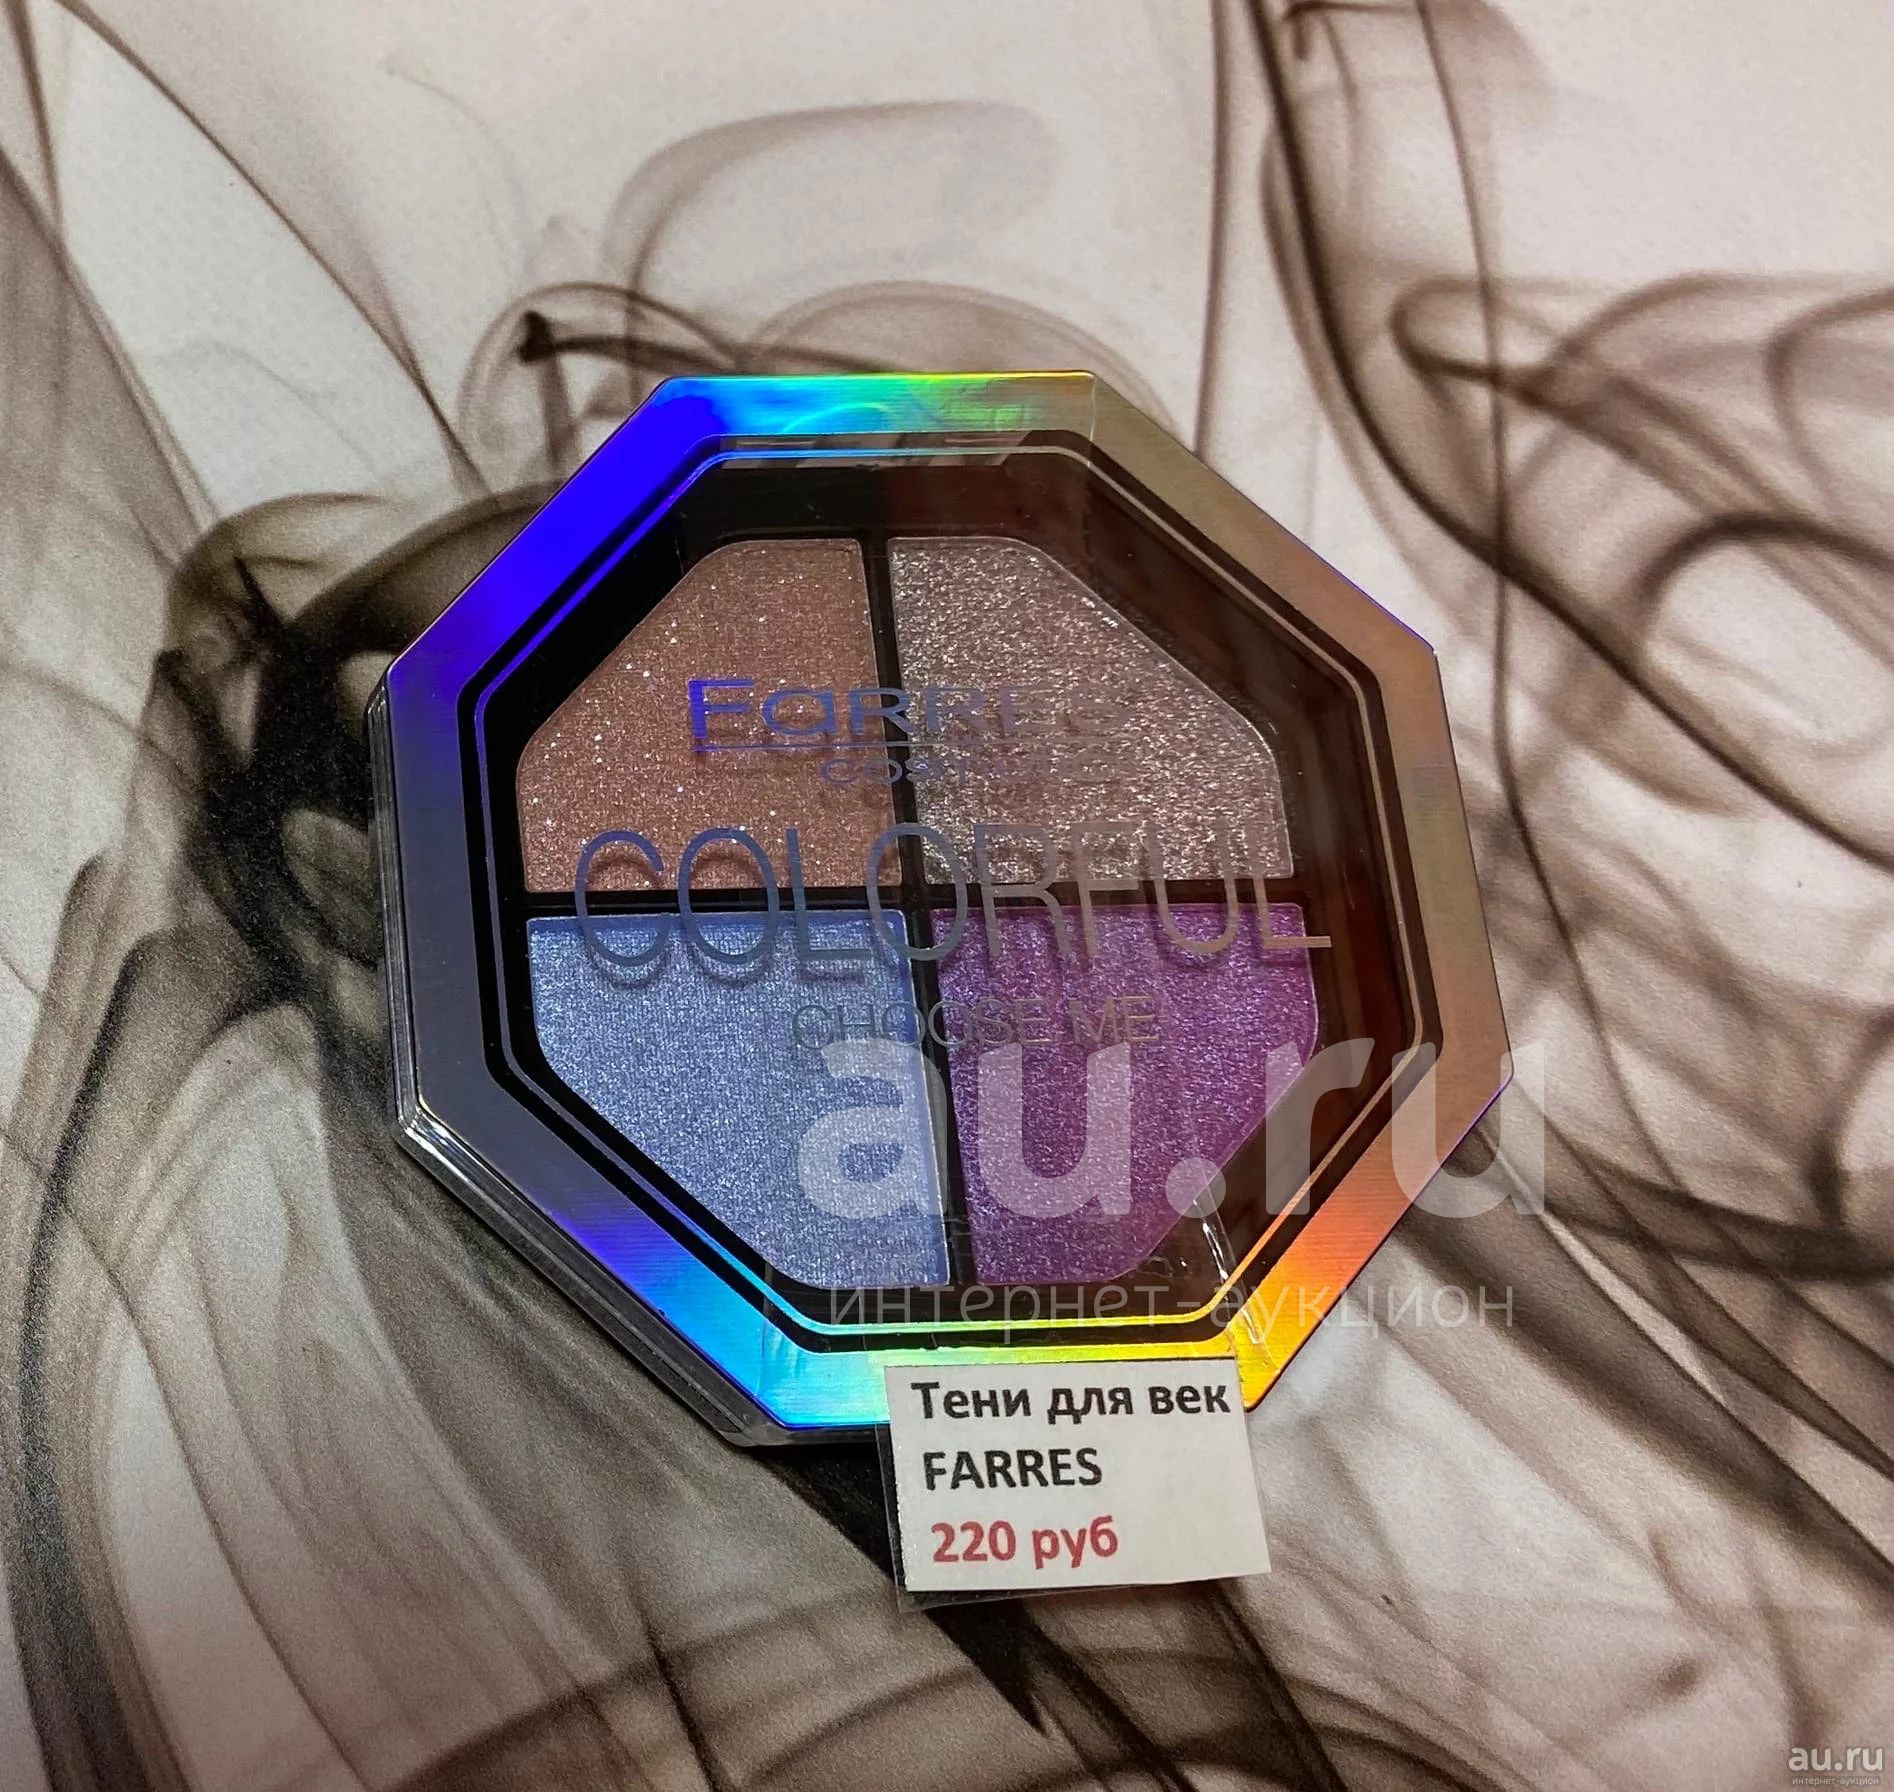 Farres
COSMETICS
COLORFUL
CHOOSE ME
au.ru
интернет-аукцион
Тени для век
FARRES
220 руб
au.ru
интернет-аукцион